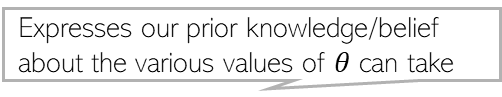 Expresses our prior knowledge/belief
about the various values of θ can take